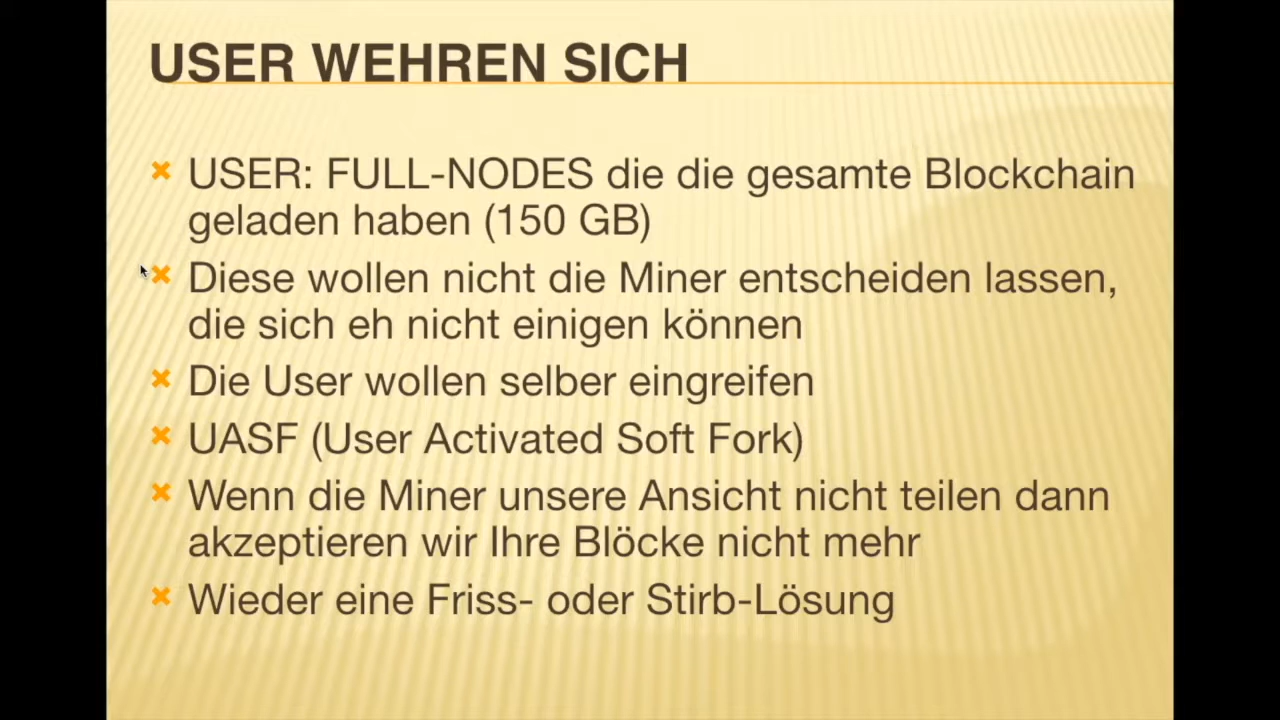 USER WEHREN SICH
USER: FULL-NODES die die gesamte Blockchain
geladen haben (150 GB)
Diese wollen nicht die Miner entscheiden lassen,
die sich eh nicht einigen können
Die User wollen selber eingreifen
UASF (User Activated Soft Fork)
Wenn die Miner unsere Ansicht nicht teilen dann
akzeptieren wir Ihre Blöcke nicht mehr
Wieder eine Friss- oder Stirb-Lösung